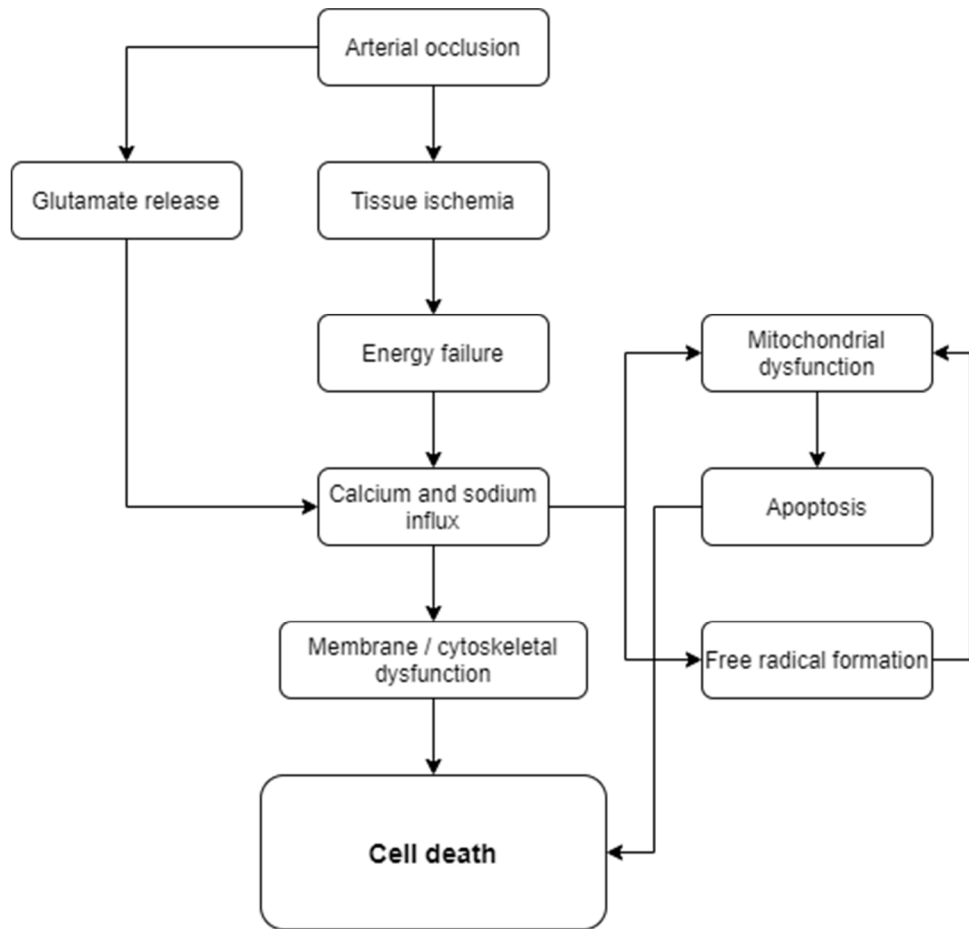 Arterial occlusion
Glutamate release
Tissue ischemia
Energy failure
Mitochondrial
dysfunction
Calcium and sodium
influx
Apoptosis
Membrane / cytoskeletal
dysfunction
Free radical formation
Cell death